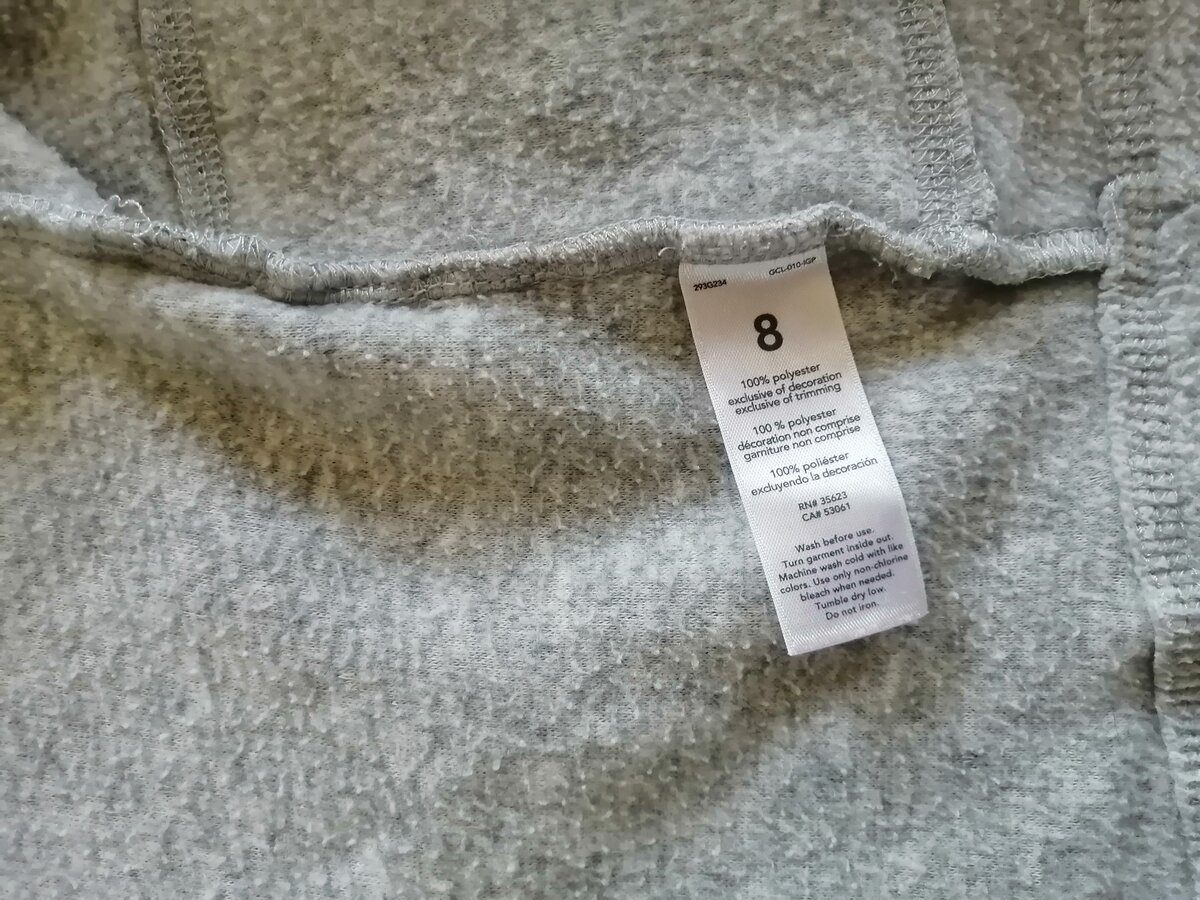 GCL-010-IGP
293G234
8
100% polyester
exclusive of decoration
exclusive of trimming
100 % polyester
décoration non comprise
garniture non comprise
100% poliéster
excluyendo la decoración
RN# 35623
CA# 53061
Wash before use.
Turn garment inside out.
Machine wash cold with like
colors. Use only non-chlorine
bleach when needed.
Tumble dry low.
Do not iron.